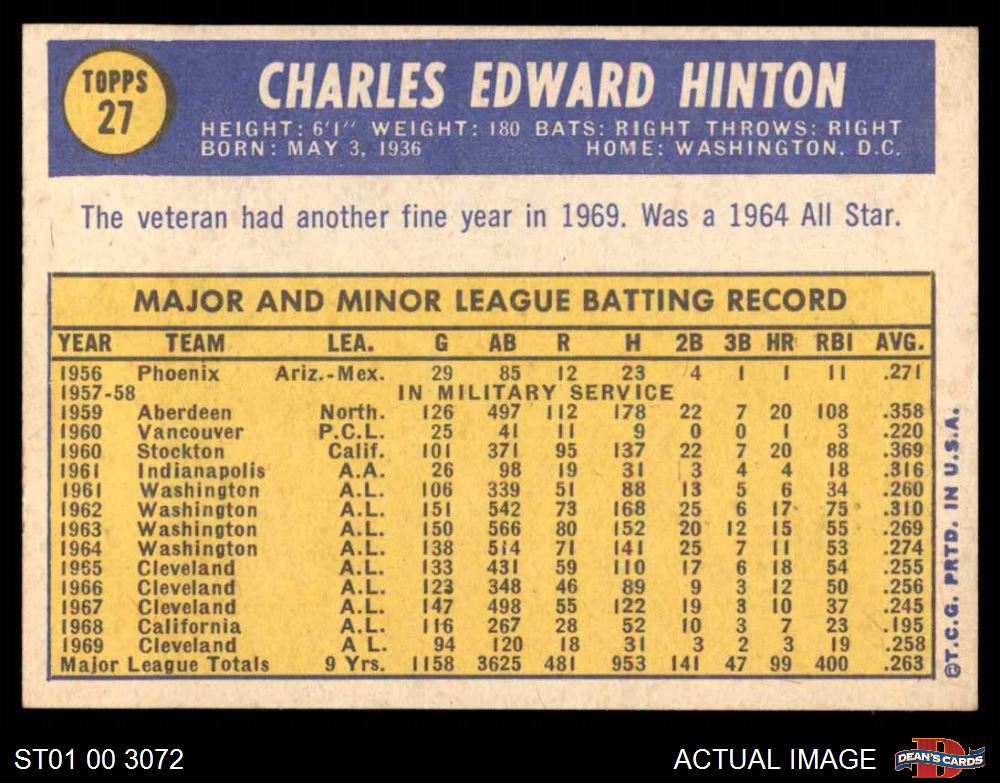 TOPPS
27
CHARLES EDWARD HINTON
HEIGHT: 6'1" WEIGHT: 180 BATS: RIGHT THROWS: RIGHT
BORN: MAY 3, 1936 HOME: WASHINGTON, D.C.
The veteran had another fine year in 1969. Was a 1964 All Star.
MAJOR AND MINOR LEAGUE BATTING RECORD
YEAR TEAM LEA. G AB R H 2B 3B HR RBI AVG.
1956 Phoenix Ariz.-Mex. 29 85 12 23 4 1 1 11 .271
1957-58 IN MILITARY SERVICE
1959 Aberdeen North. 126 497 112 178 22 7 20 108 .358
1960 Vancouver P.C.L. 25 41 11 9 0 0 1 3 .220
1960 Stockton Calif. 101 371 95 137 22 7 20 88 .369
1961 Indianapolis A.A. 26 98 19 31 3 4 4 18 .316
1961 Washington A.L. 106 339 51 88 13 5 6 34 .260
1962 Washington A.L. 151 542 73 168 25 6 17 75 .310
1963 Washington A.L. 150 566 80 152 20 12 15 55 .269
1964 Washington A.L. 138 514 71 141 25 7 11 53 .274
1965 Cleveland A.L. 133 431 59 110 17 6 18 54 .255
1966 Cleveland A.L. 123 348 46 89 9 3 12 50 .256
1967 Cleveland A.L. 147 498 55 122 19 3 10 37 .245
1968 California A.L. 116 267 28 52 10 3 7 23 .195
1969 Cleveland A L. 94 120 18 31 3 2 3 19 .258
Major League Totals 9 Yrs. 1158 3625 481 953 141 47 99 400 .263
©T.C.G. PRTD. IN U.S.A.
ST01 00 3072
ACTUAL IMAGE
D
DEAN'S CARDS